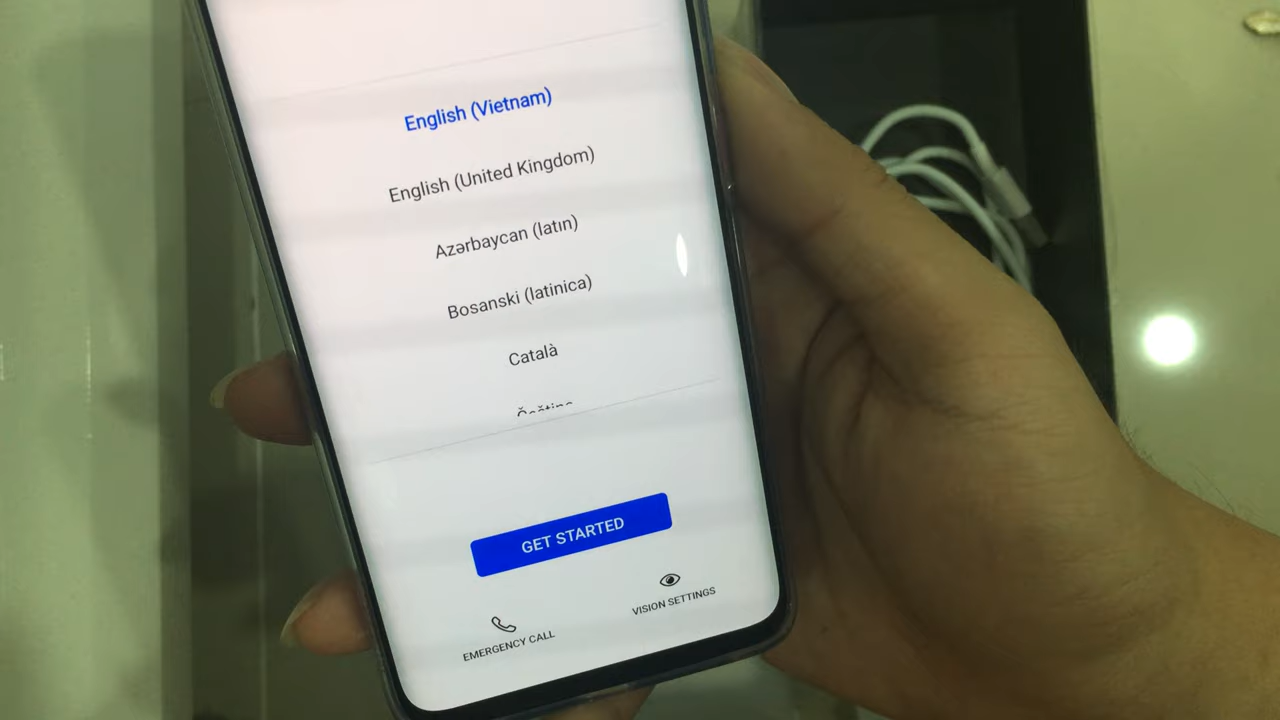 English (Vietnam)
English (United Kingdom)
Azərbaycan (latın)
Bosanski (latinica)
Català
GET STARTED
EMERGENCY CALL
VISION SETTINGS